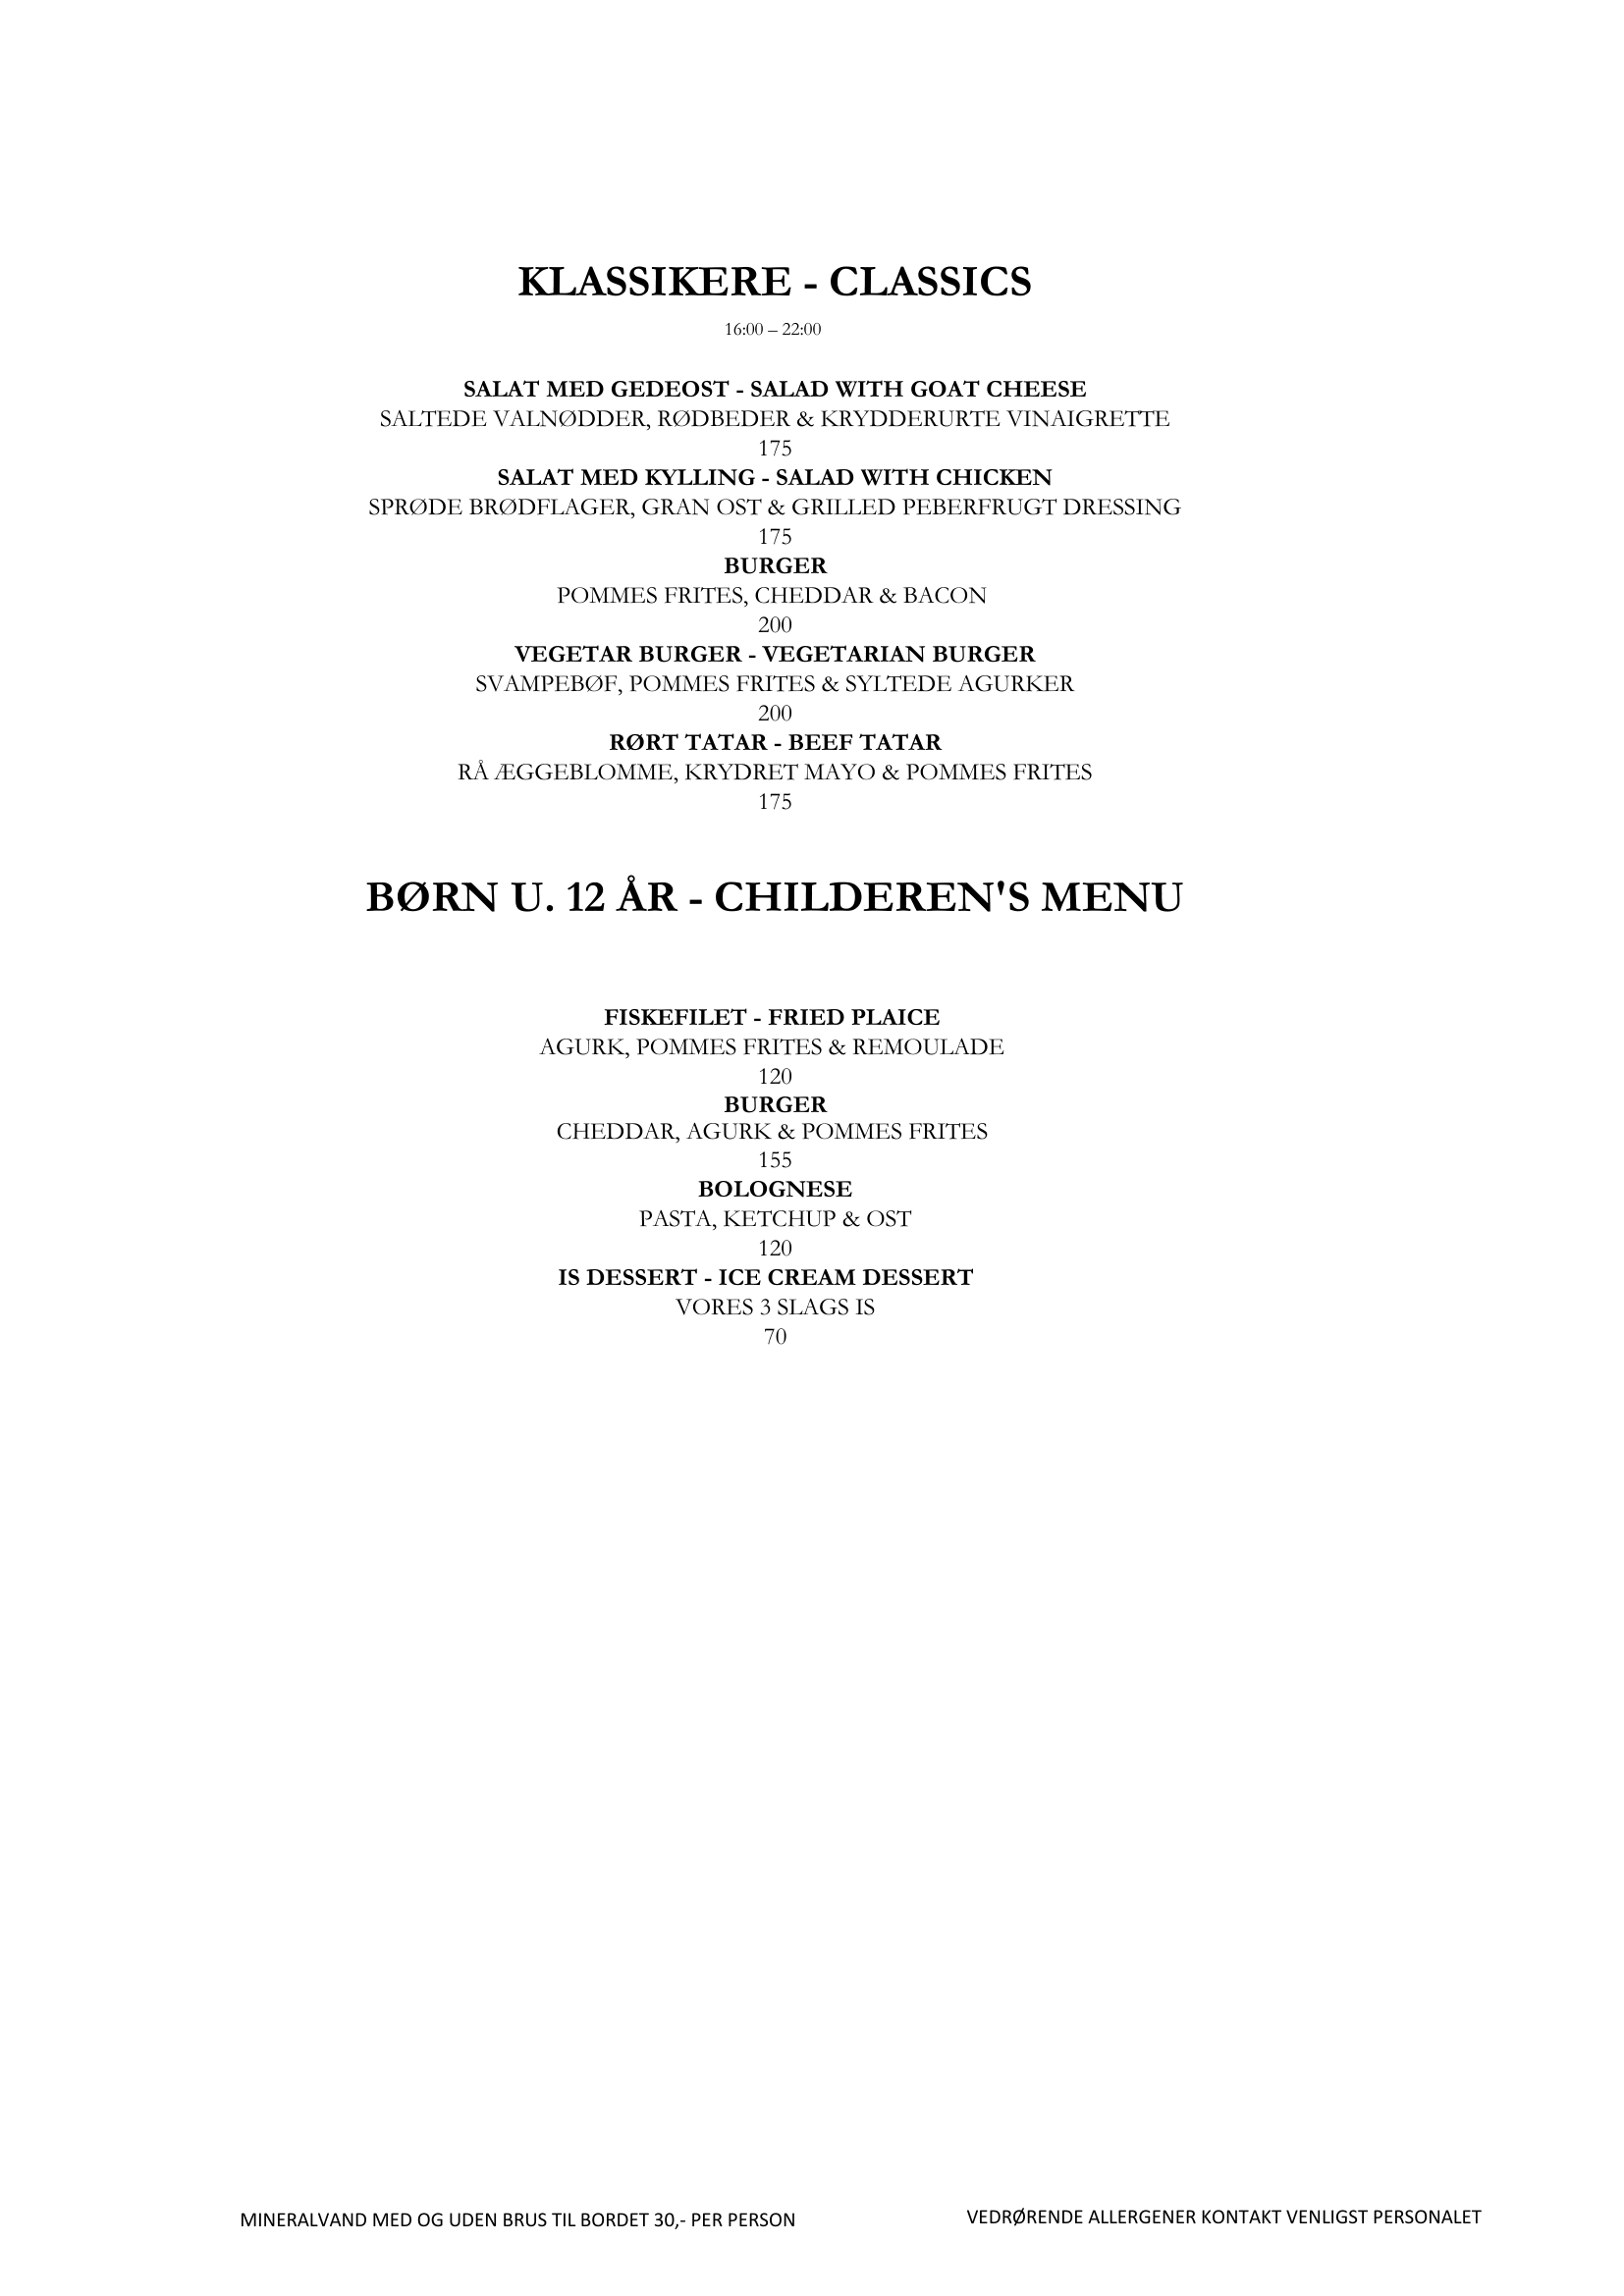 KLASSIKERE - CLASSICS
16:00 – 22:00
SALAT MED GEDEOST - SALAD WITH GOAT CHEESE
SALTEDE VALNØDDER, RØDBEDER & KRYDDERURTE VINAIGRETTE
175
SALAT MED KYLLING - SALAD WITH CHICKEN
SPRØDE BRØDFLAGER, GRAN OST & GRILLED PEBERFRUGT DRESSING
175
BURGER
POMMES FRITES, CHEDDAR & BACON
200
VEGETAR BURGER - VEGETARIAN BURGER
SVAMPEBØF, POMMES FRITES & SYLTEDE AGURKER
200
RØRT TATAR - BEEF TATAR
RÅ ÆGGEBLOMME, KRYDRET MAYO & POMMES FRITES
175
BØRN U. 12 ÅR - CHILDEREN'S MENU
FISKEFILET - FRIED PLAICE
AGURK, POMMES FRITES & REMOULADE
120
BURGER
CHEDDAR, AGURK & POMMES FRITES
155
BOLOGNESE
PASTA, KETCHUP & OST
120
IS DESSERT - ICE CREAM DESSERT
VORES 3 SLAGS IS
70
MINERALVAND MED OG UDEN BRUS TIL BORDET 30,- PER PERSON
VEDRØRENDE ALLERGENER KONTAKT VENLIGST PERSONALET